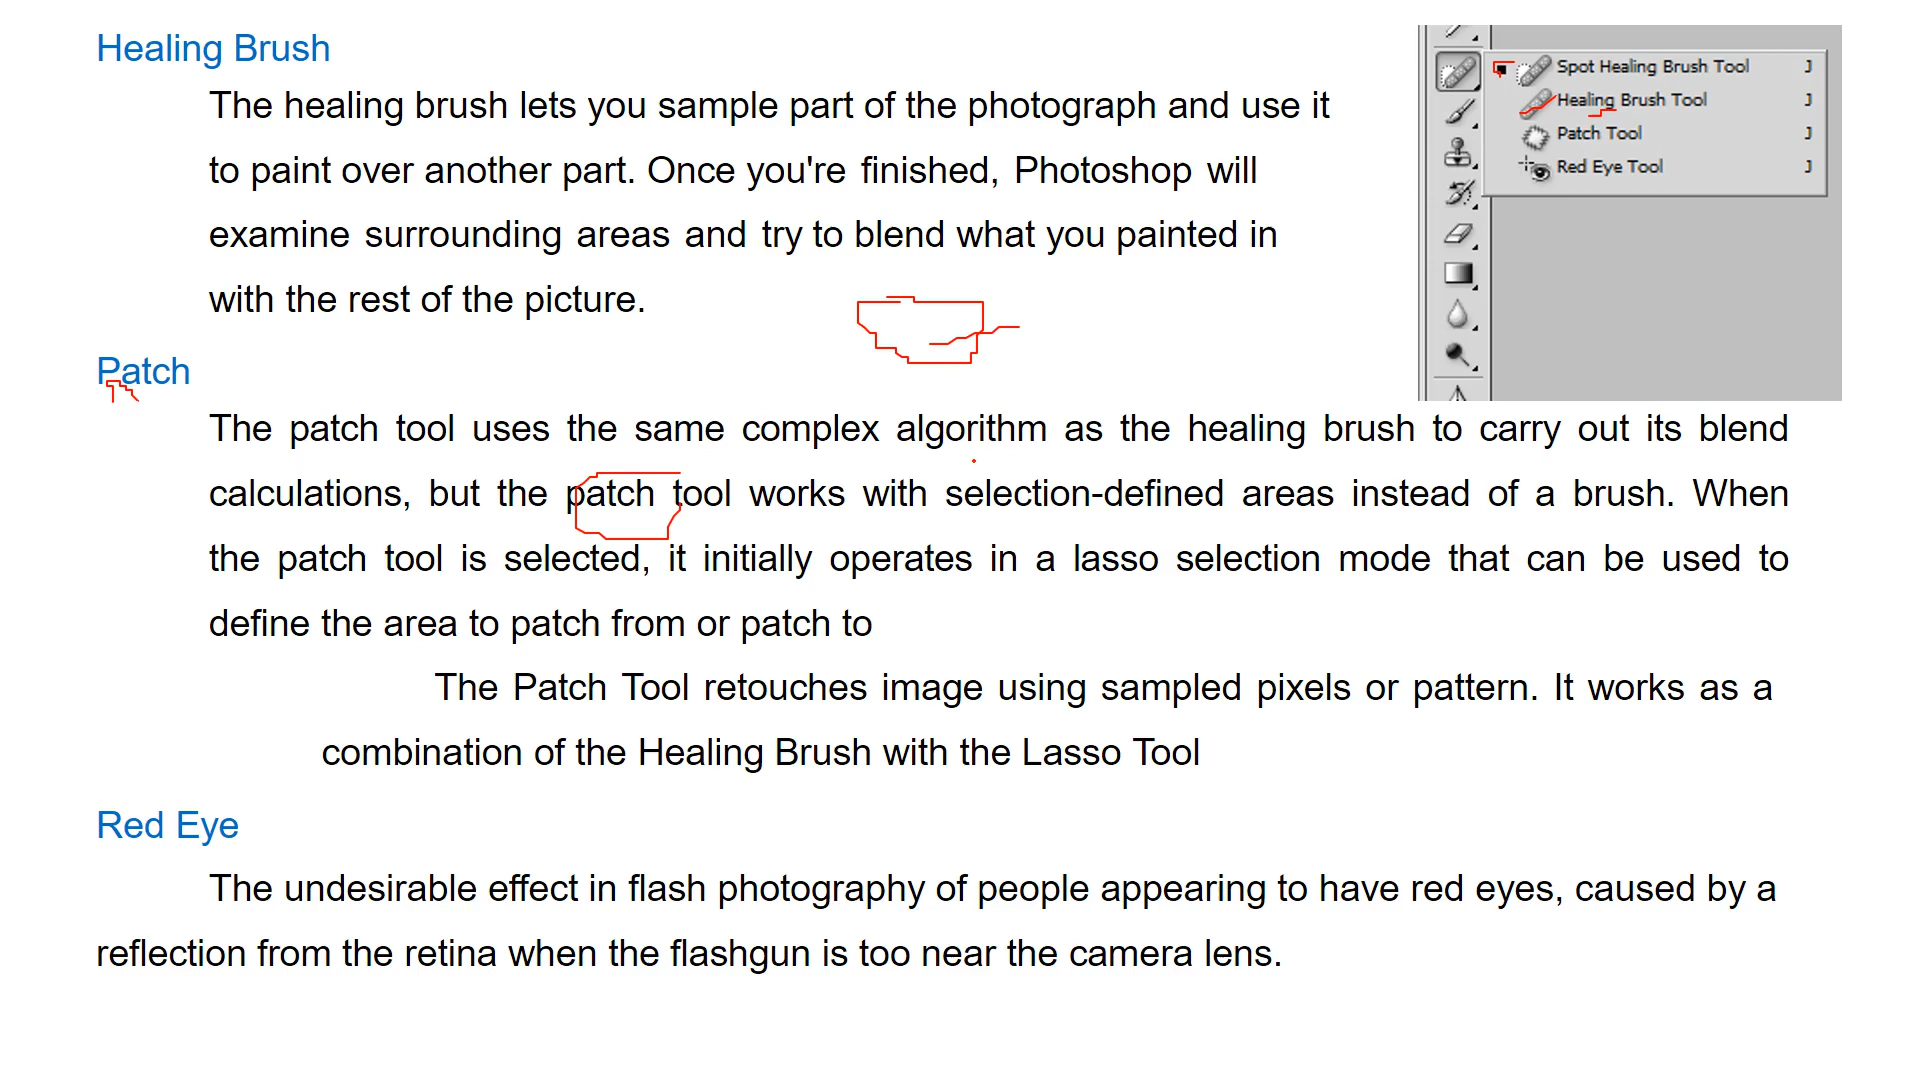 Healing Brush
The healing brush lets you sample part of the photograph and use it
to paint over another part. Once you're finished, Photoshop will
examine surrounding areas and try to blend what you painted in
with the rest of the picture.
Spot Healing Brush Tool J
Healing Brush Tool J
Patch Tool J
Red Eye Tool J
Patch
The patch tool uses the same complex algorithm as the healing brush to carry out its blend
calculations, but the patch tool works with selection-defined areas instead of a brush. When
the patch tool is selected, it initially operates in a lasso selection mode that can be used to
define the area to patch from or patch to
The Patch Tool retouches image using sampled pixels or pattern. It works as a
combination of the Healing Brush with the Lasso Tool
Red Eye
The undesirable effect in flash photography of people appearing to have red eyes, caused by a
reflection from the retina when the flashgun is too near the camera lens.